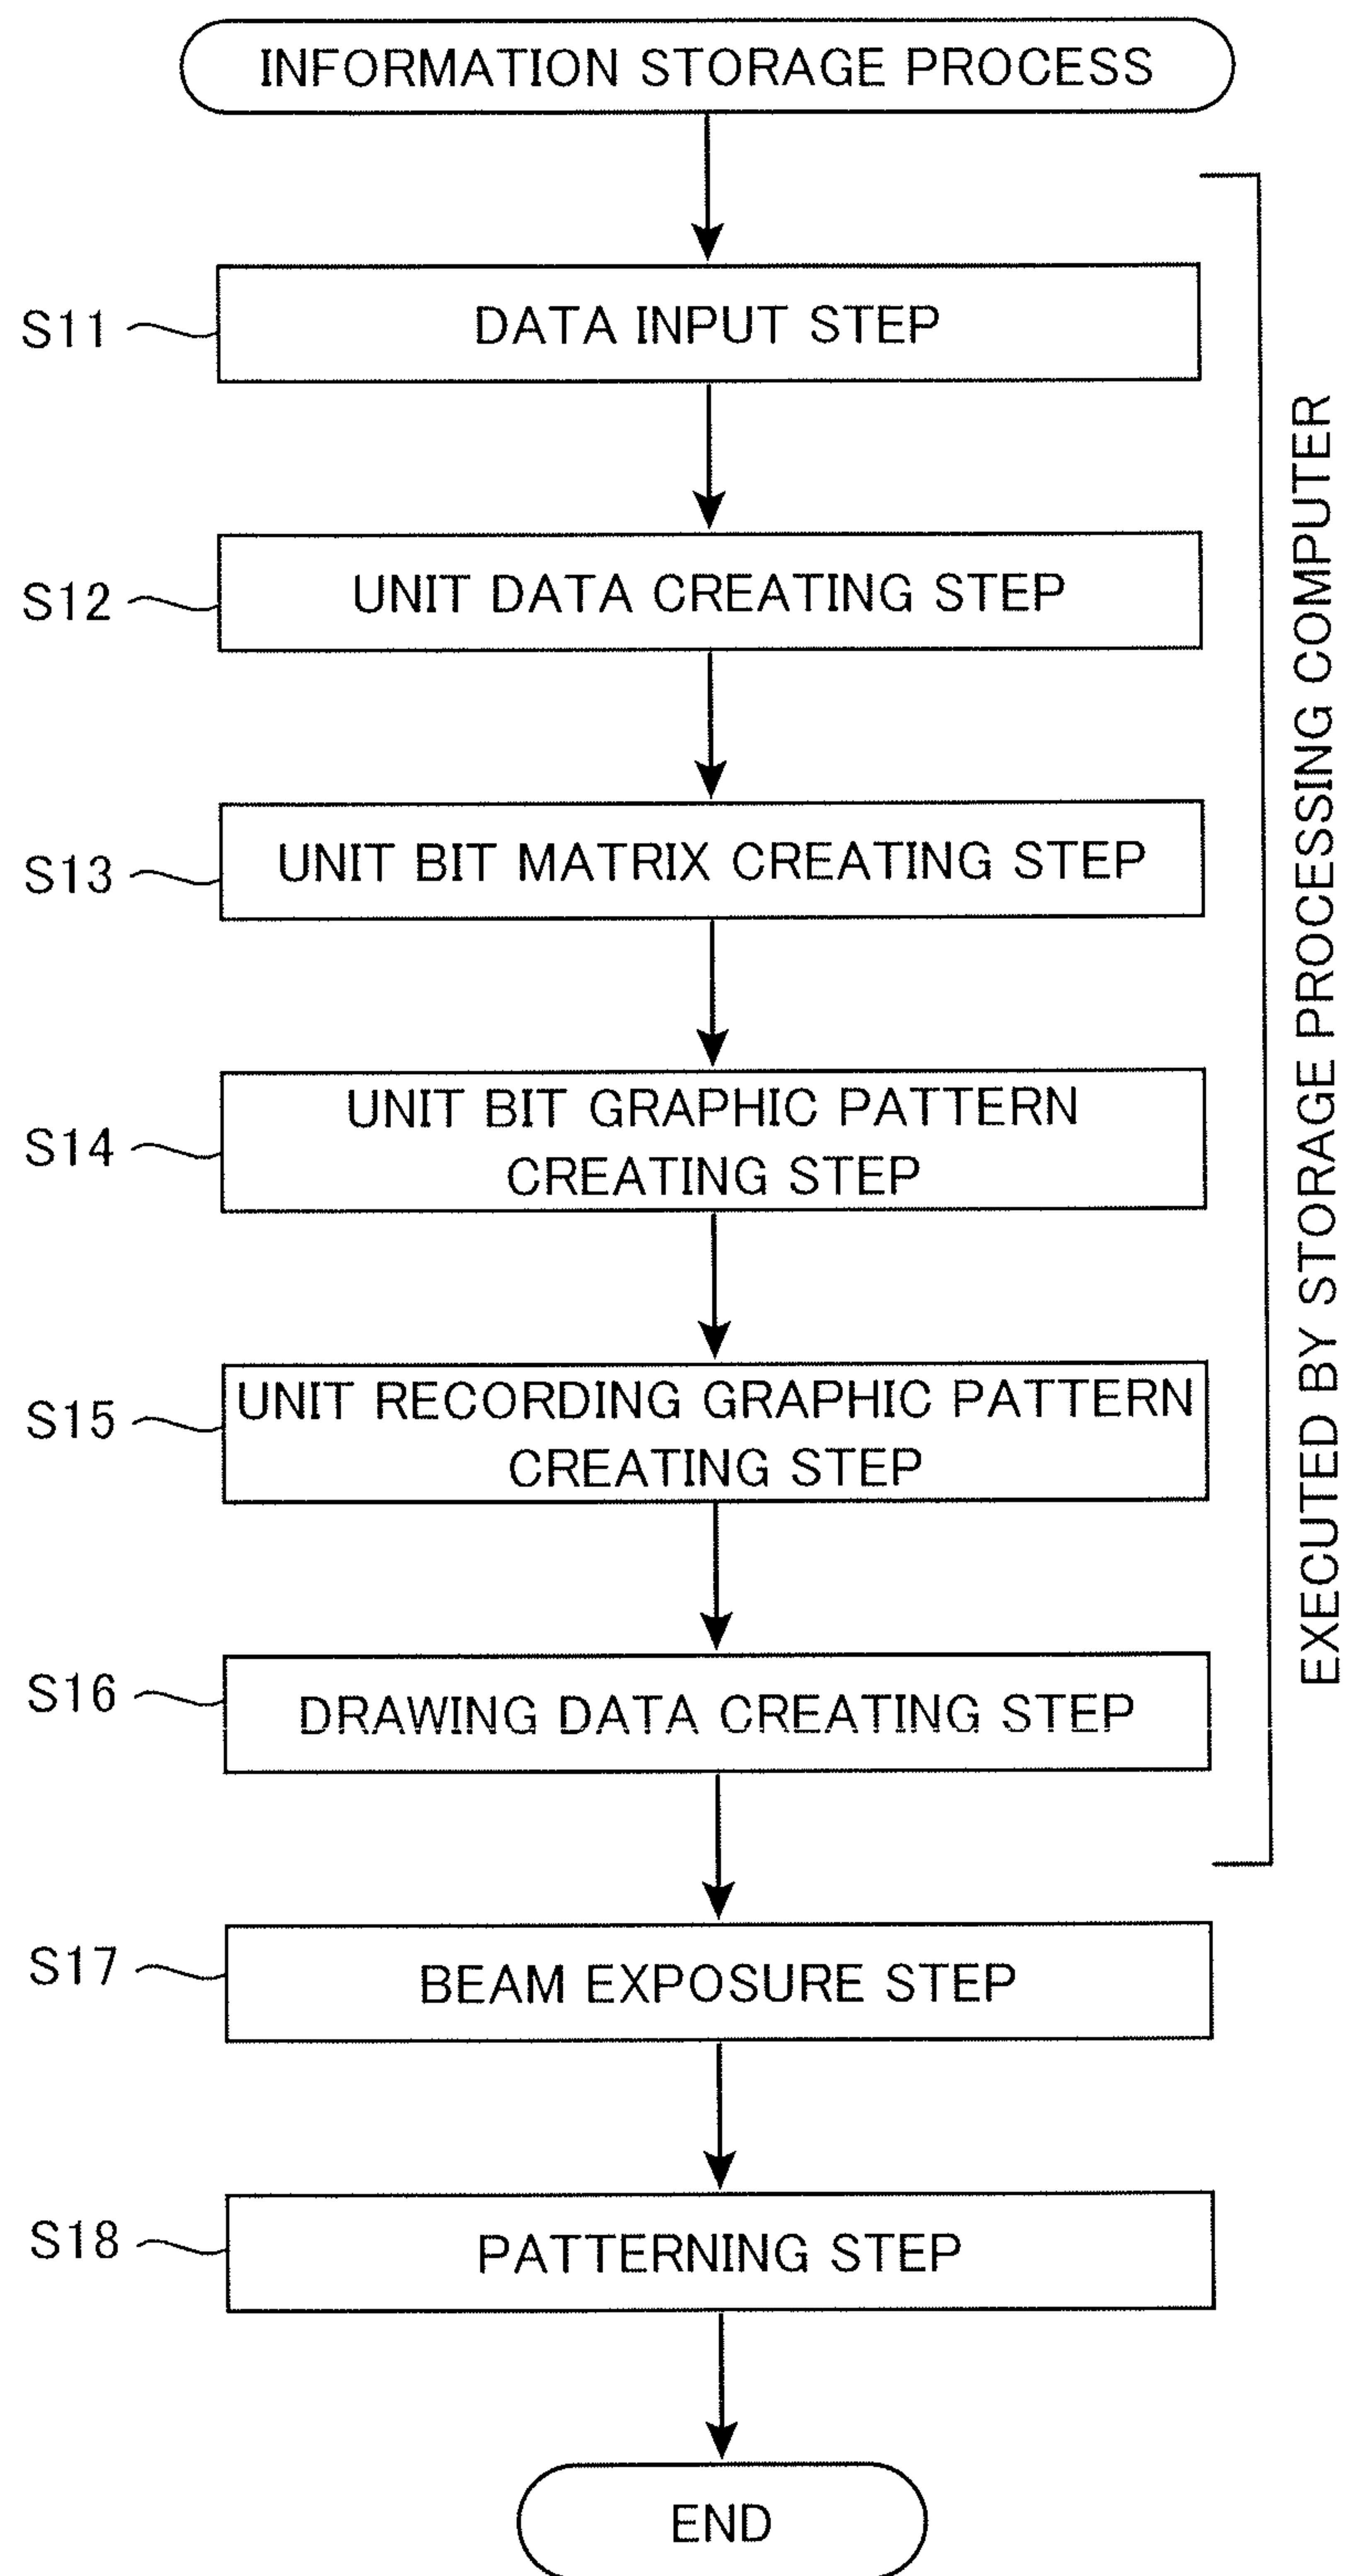 INFORMATION STORAGE PROCESS
S11
DATA INPUT STEP
S12
UNIT DATA CREATING STEP
S13
UNIT BIT MATRIX CREATING STEP
S14
UNIT BIT GRAPHIC PATTERN
CREATING STEP
S15
UNIT RECORDING GRAPHIC PATTERN
CREATING STEP
S16
DRAWING DATA CREATING STEP
EXECUTED BY STORAGE PROCESSING COMPUTER
S17
BEAM EXPOSURE STEP
S18
PATTERNING STEP
END